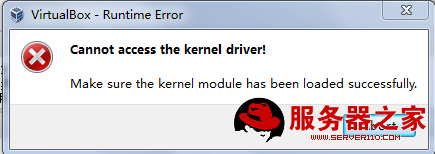 VirtualBox - Runtime Error
Cannot access the kernel driver!
Make sure the kernel module has been loaded successfully.
服务器之家
WWW.SERVER110.COM